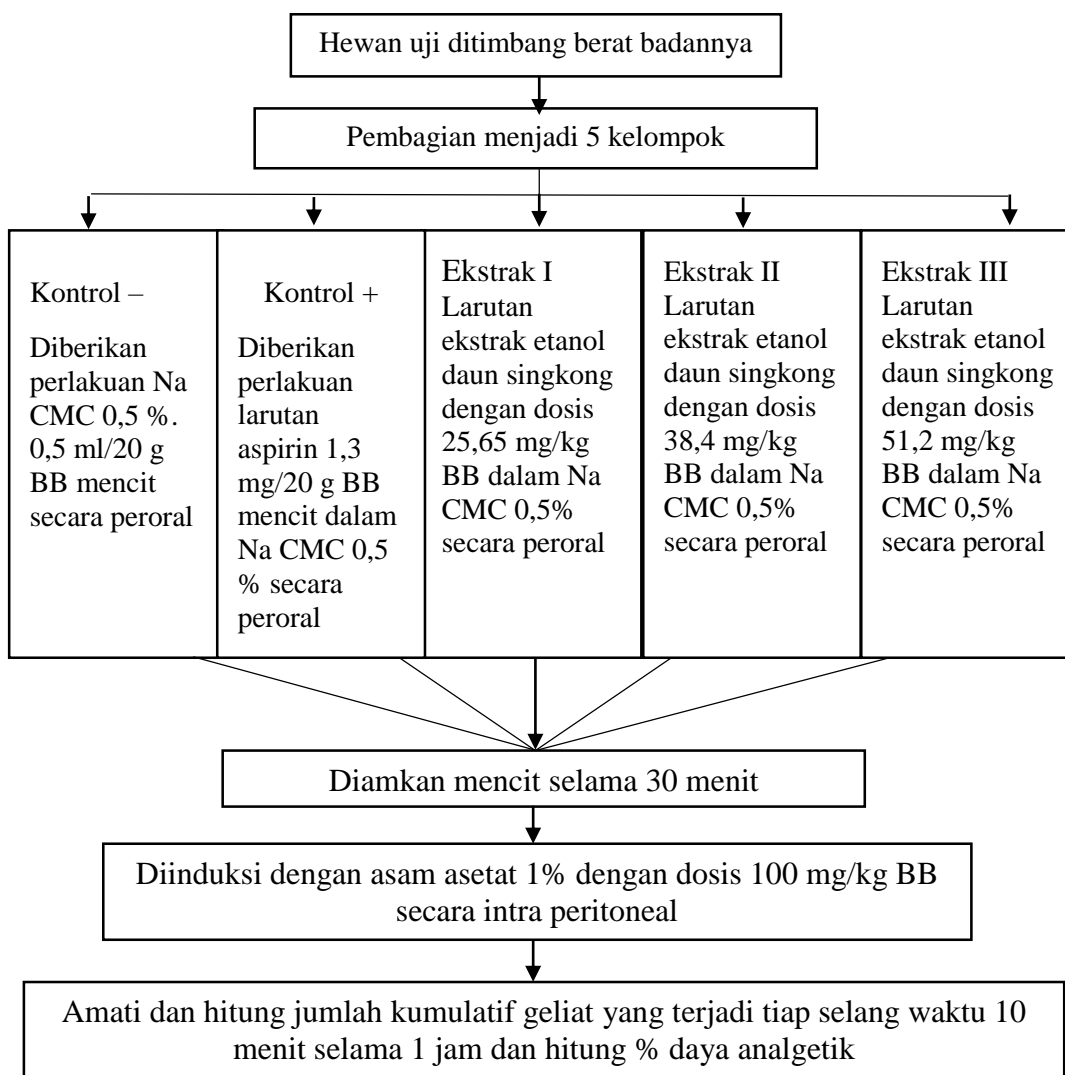 Hewan uji ditimbang berat badannya
Pembagian menjadi 5 kelompok
Kontrol –
Diberikan
perlakuan Na
CMC 0,5 %.
0,5 ml/20 g
BB mencit
secara peroral
Kontrol +
Diberikan
perlakuan
larutan
aspirin 1,3
mg/20 g BB
mencit dalam
Na CMC 0,5
% secara
peroral
Ekstrak I
Larutan
ekstrak etanol
daun singkong
dengan dosis
25,65 mg/kg
BB dalam Na
CMC 0,5%
secara peroral
Ekstrak II
Larutan
ekstrak etanol
daun singkong
dengan dosis
38,4 mg/kg
BB dalam Na
CMC 0,5%
secara peroral
Ekstrak III
Larutan
ekstrak etanol
daun singkong
dengan dosis
51,2 mg/kg
BB dalam Na
CMC 0,5%
secara peroral
Diamkan mencit selama 30 menit
Diinduksi dengan asam asetat 1% dengan dosis 100 mg/kg BB
secara intra peritoneal
Amati dan hitung jumlah kumulatif geliat yang terjadi tiap selang waktu 10
menit selama 1 jam dan hitung % daya analgetik